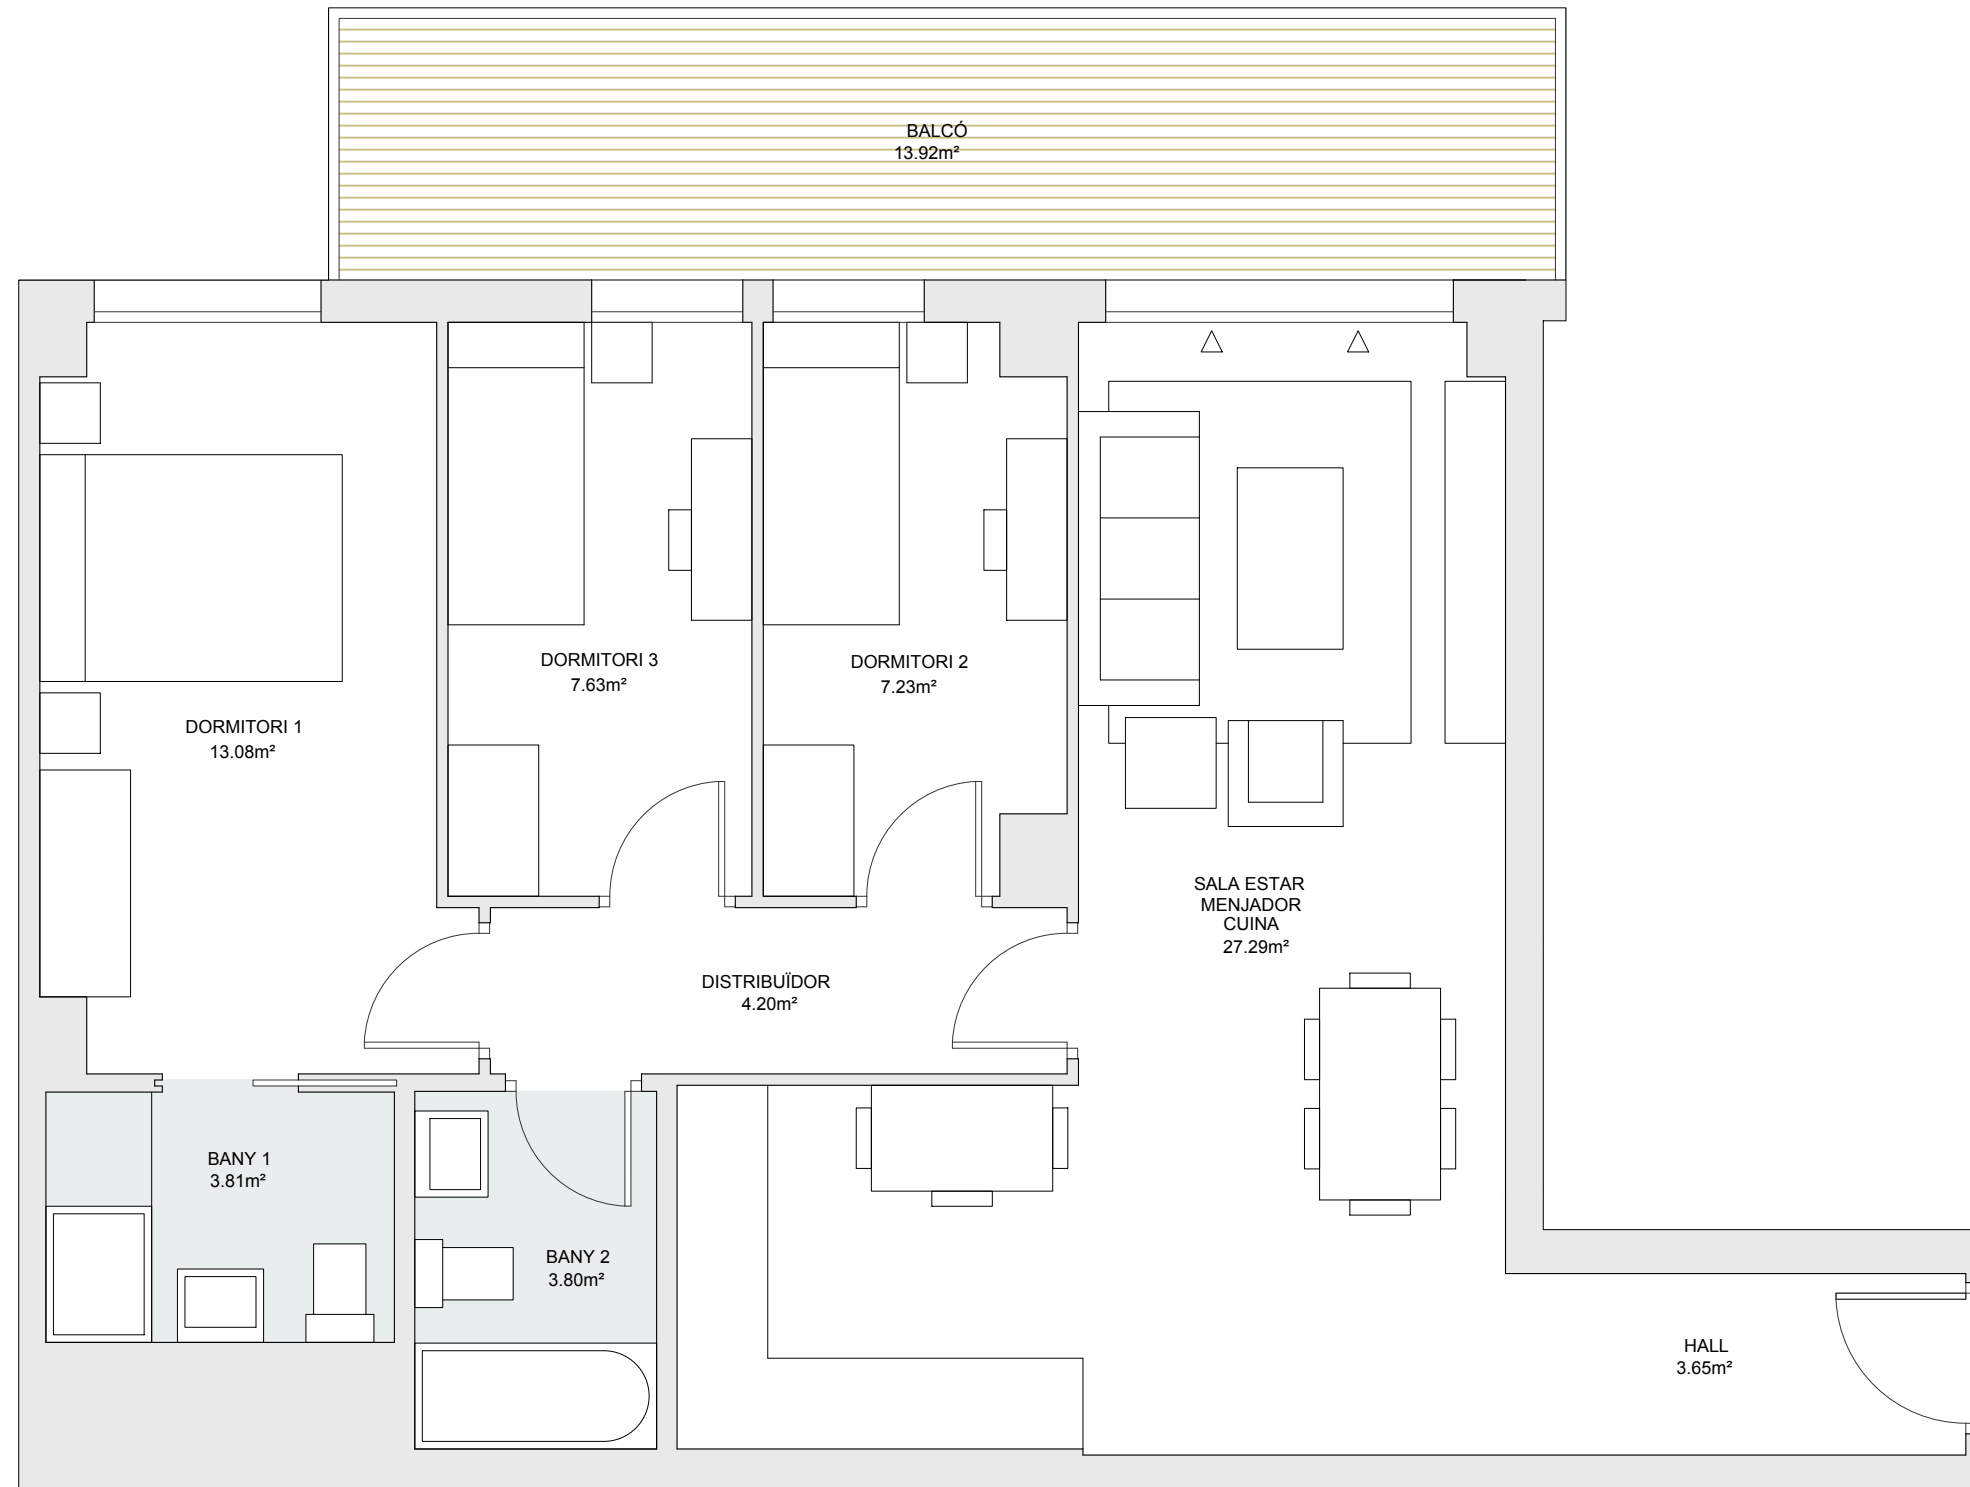 BALCÓ
13.92m²
DORMITORI 3
7.63m²
DORMITORI 2
7.23m²
DORMITORI 1
13.08m²
SALA ESTAR
MENJADOR
CUINA
27.29m²
DISTRIBUÏDOR
4.20m²
BANY 1
3.81m²
BANY 2
3.80m²
HALL
3.65m²